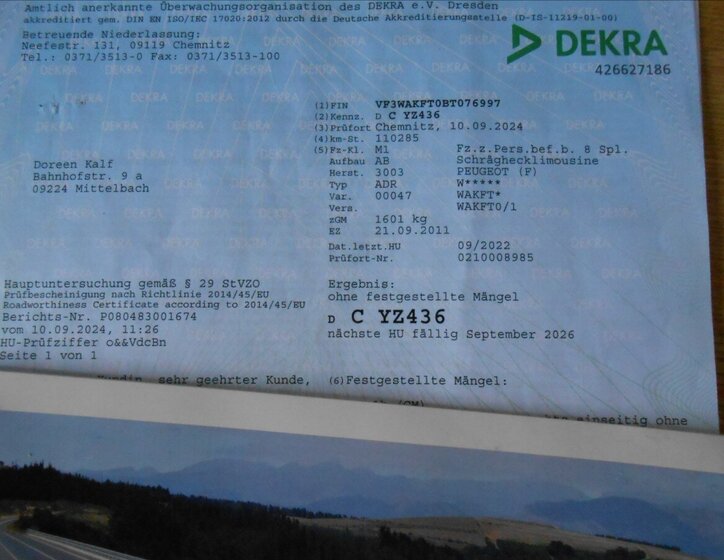 Amtlich anerkannte Überwachungsorganisation des DEKRA e.V. Dresden
akkreditiert gem. DIN EN ISO/IEC 17020:2012 durch die Deutsche Akkreditierungsstelle (D-IS-11219-01-00)
Betreuende Niederlassung:
Neefestr. 131, 09119 Chemnitz
Tel.: 0371/3513-0 Fax: 0371/3513-100
DEKRA
426627186
(1) FIN VF3WAKFT0BT076997
(2) Kennz. D C YZ436
(3) Prüfort Chemnitz, 10.09.2024
(4) km-St. 110285
(5) Fz-Kl. M1 Fz.z.Pers.bef.b. 8 Spl.
Aufbau AB Schräghecklimousine
Herst. 3003 PEUGEOT (F)
Typ ADR W*****
Var. 00047 WAKFT*
Vers. WAKFT0/1
zGM 1601 kg
EZ 21.09.2011
Dat.letzt.HU 09/2022
Prüfort-Nr. 0210008985
Doreen Kalf
Bahnhofstr. 9 a
09224 Mittelbach
Hauptuntersuchung gemäß § 29 StVZO
Prüfbescheinigung nach Richtlinie 2014/45/EU
Roadworthiness Certificate according to 2014/45/EU
Berichts-Nr. P080483001674
vom 10.09.2024, 11:26
HU-Prüfziffer o&&VdcBn
Seite 1 von 1
Ergebnis:
ohne festgestellte Mängel
D C YZ436
nächste HU fällig September 2026
Kundin, sehr geehrter Kunde,
(6) Festgestellte Mängel:
einseitig ohne